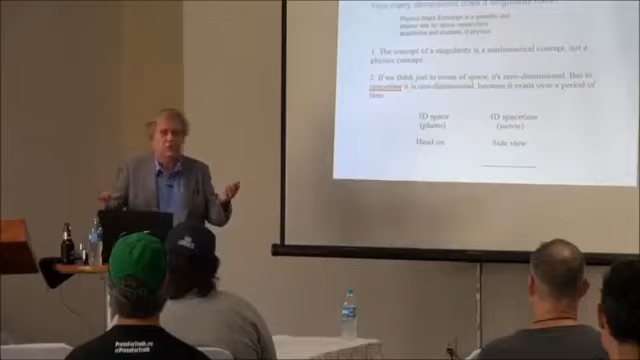 How many dimensions does a singularity have?
Physics Stack Exchange is a question and
answer site for active researchers,
academics and students of physics
1. The concept of a singularity is a mathematical concept, not a
physics concept.
2. If we think just in terms of space, it's zero-dimensional. But in
spacetime it is one-dimensional, because it exists over a period of
time.
3D space 4D spacetime
(photo) (movie)
Head on Side view
PressForTruth.ca
@PressForTruth